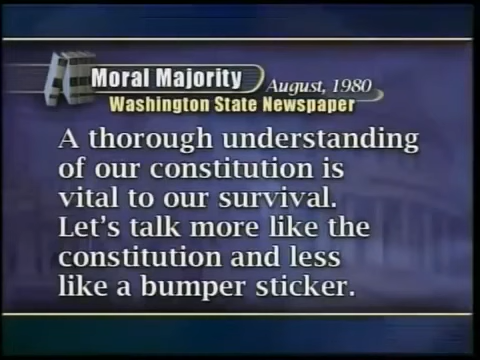 Moral Majority August, 1980
Washington State Newspaper
A thorough understanding
of our constitution is
vital to our survival.
Let's talk more like the
constitution and less
like a bumper sticker.